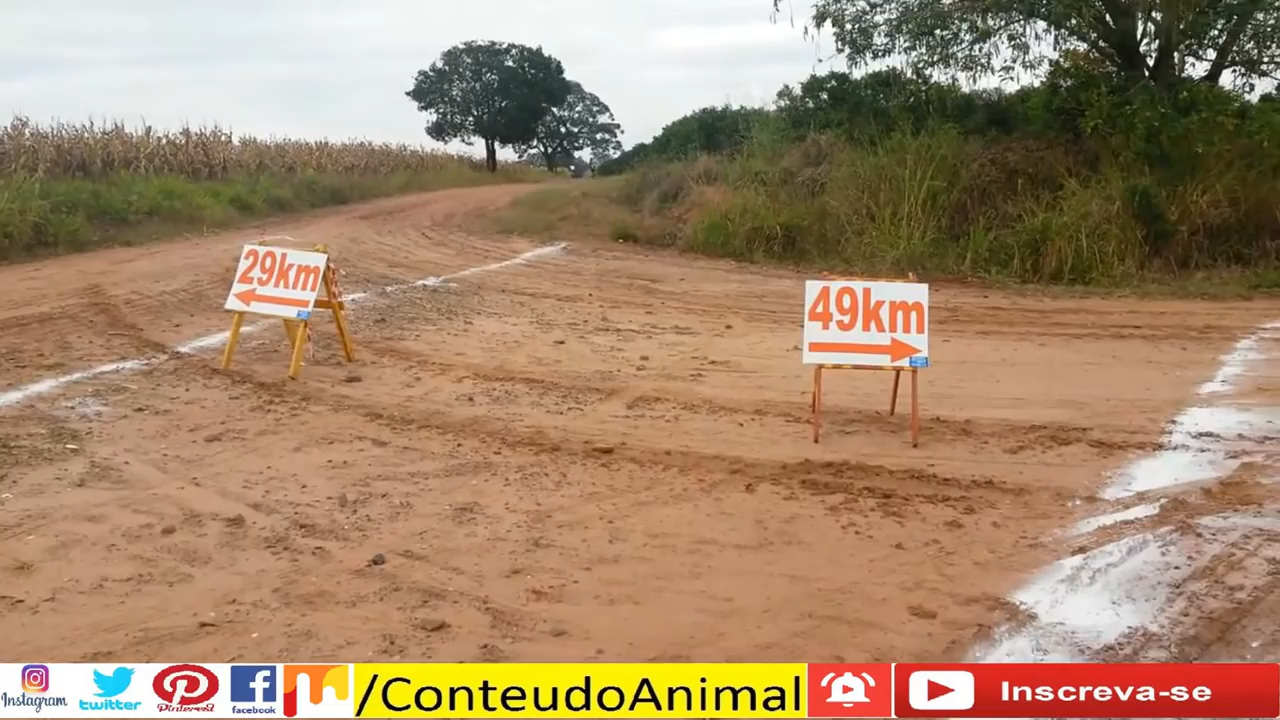 29km
49km
Instagram
twitter
Pinterest
facebook
/ConteudoAnimal
Inscreva-se